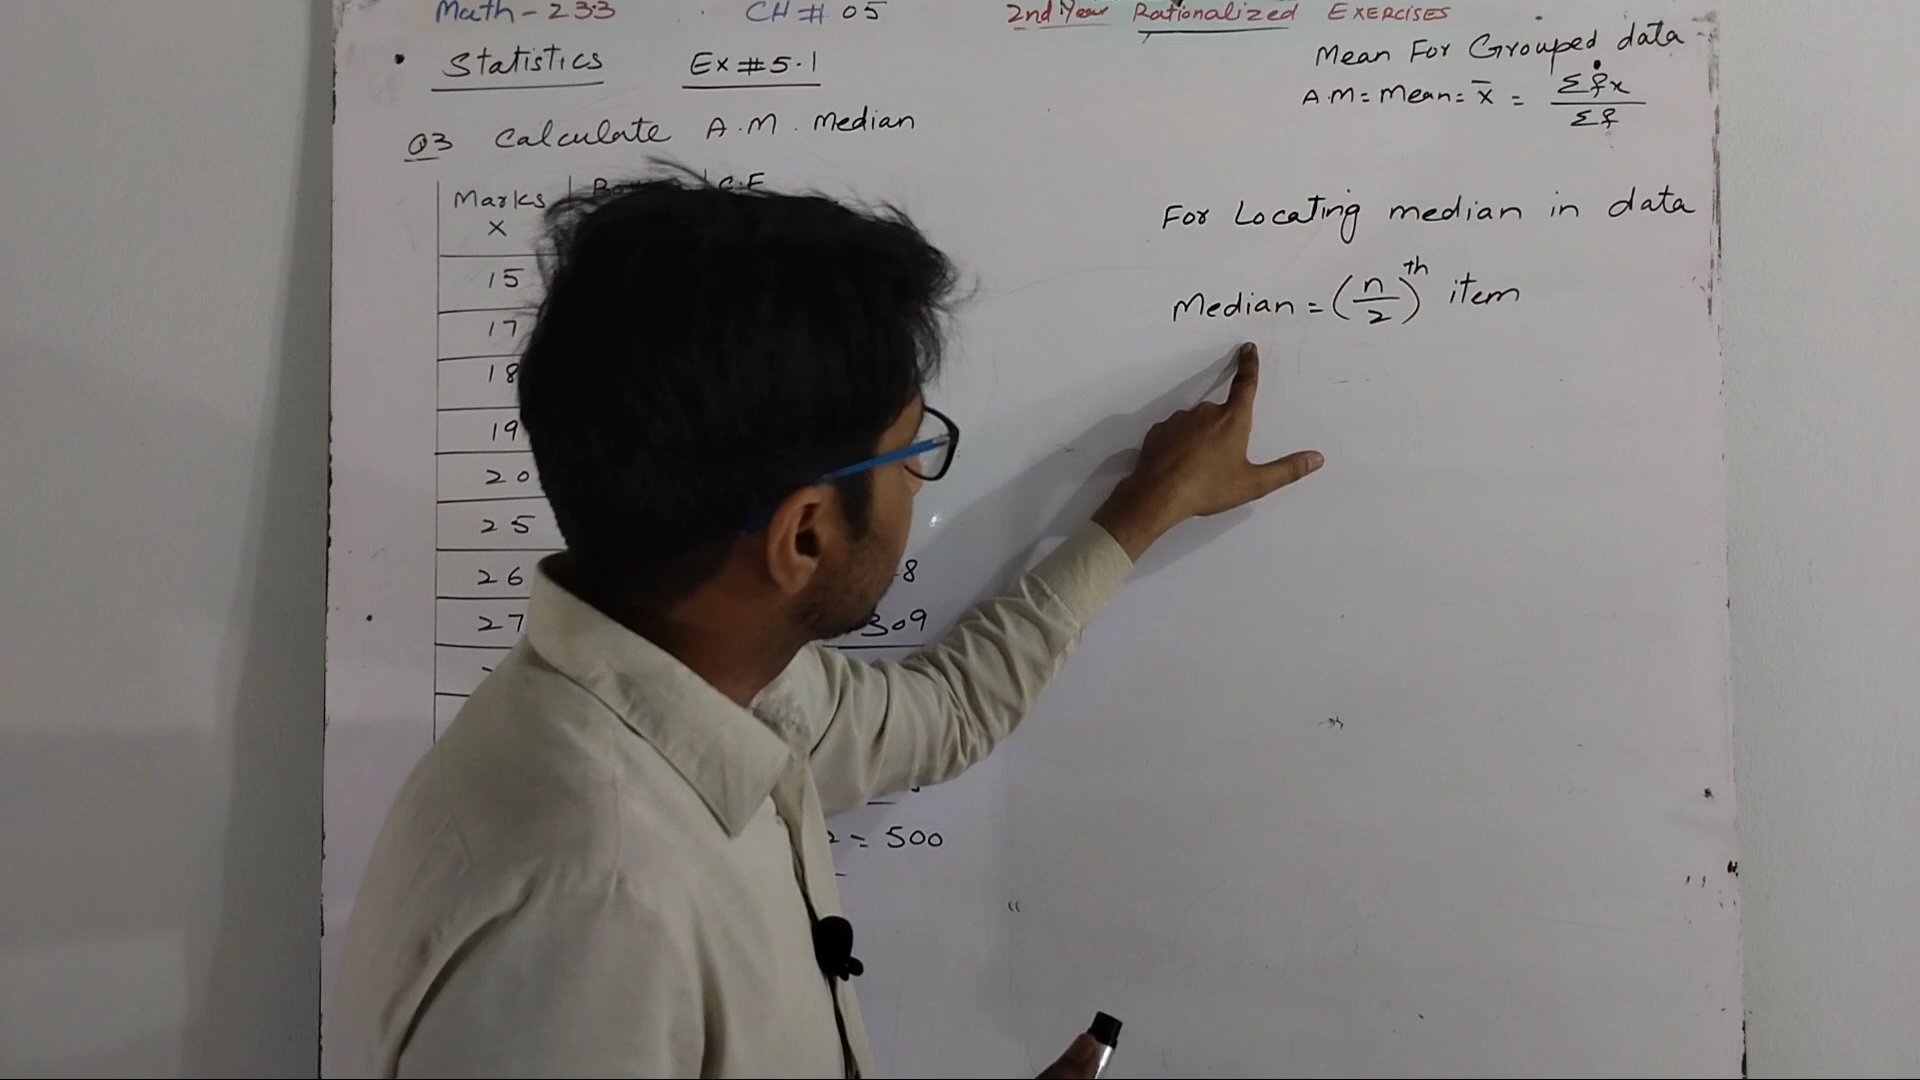 Math - 233 CH # 05 2nd Year Rationalized EXERCISES
Statistics Ex # 5.1
Mean For Grouped data
A.M = Mean = x̄ = Σfx / Σf
Q3 Calculate A.M. Median
Marks C.F
x
15
17
18
19
20
25
26 8
27 309
= 500
For Locating median in data
Median = (n/2)th item